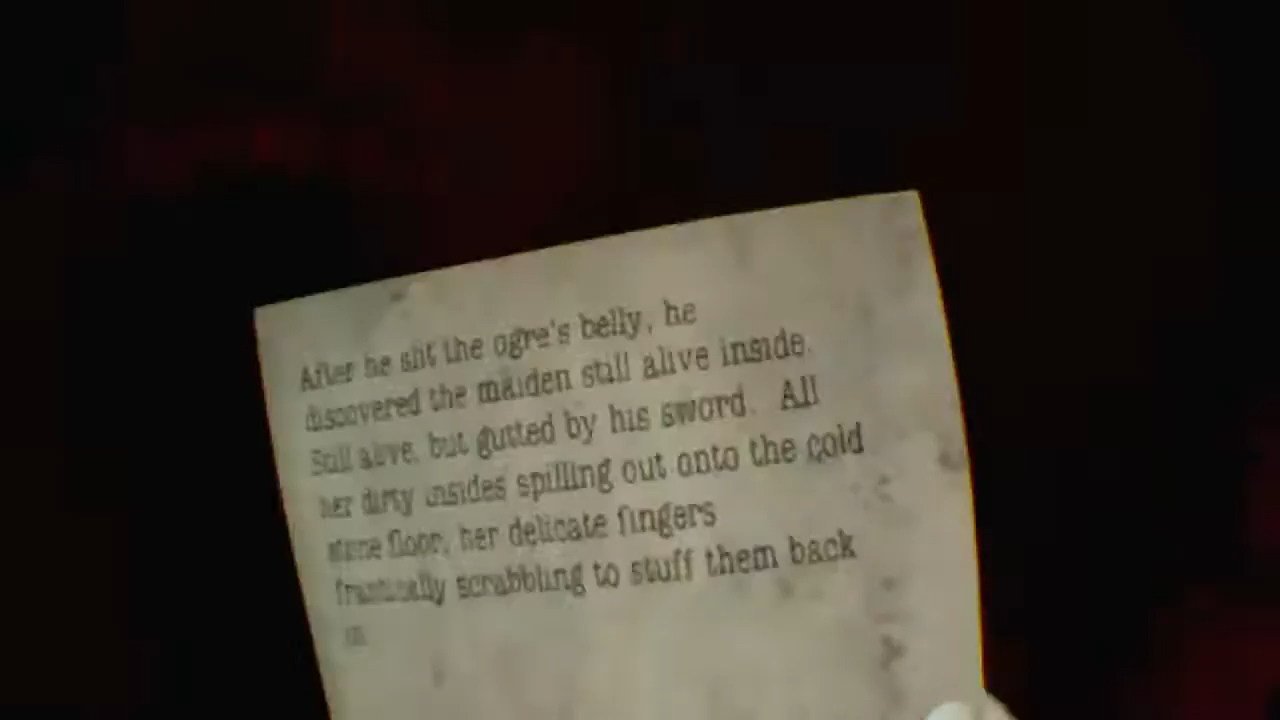 After he slit the ogre's belly, he
discovered the maiden still alive inside.
Still alive, but gutted by his sword. All
her dirty insides spilling out onto the cold
stone floor, her delicate fingers
frantically scrabbling to stuff them back
in